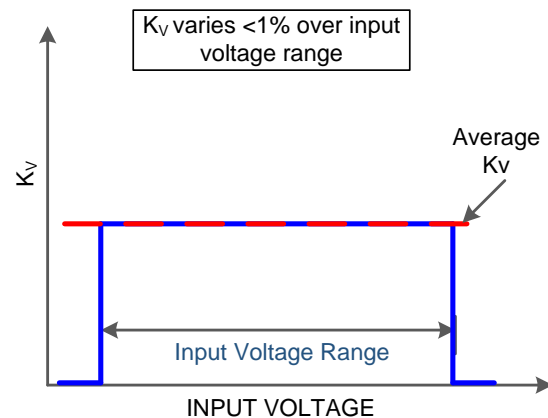 K_V varies <1% over input
voltage range
Average
Kv
K_V
Input Voltage Range
INPUT VOLTAGE